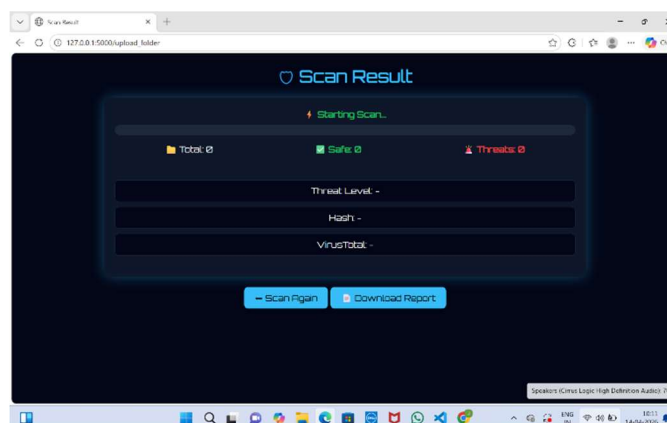 Scan Result
127.0.0.1:5000/upload_folder
Scan Result
Starting Scan...
Total: 0
Safe: 0
Threats: 0
Threat Level: -
Hash: -
VirusTotal: -
Scan Again
Download Report
Speakers (Cirrus Logic High Definition Audio): 7
ENG
IN
10:11